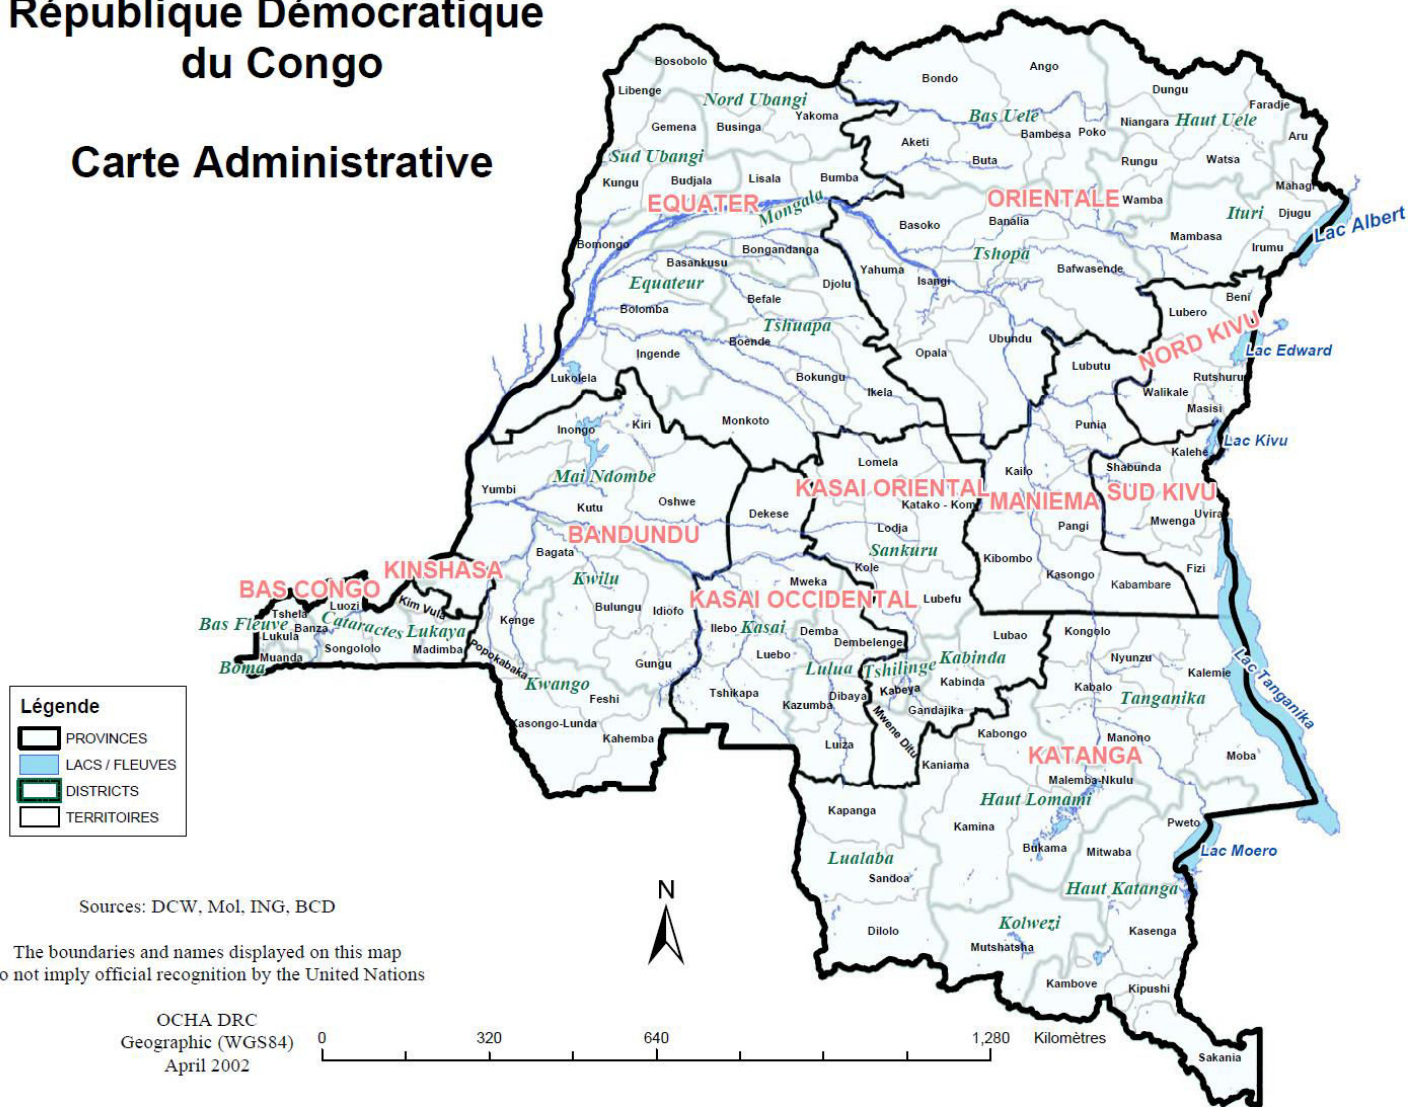 République Démocratique
du Congo
Carte Administrative
Bosobolo
Libenge
Nord Ubangi
Yakoma
Gemena
Businga
Sud Ubangi
Kungu
Budjala
Lisala
Bumba
EQUATER
Mongala
Bomongo
Bongandanga
Basankusu
Equateur
Djolu
Befale
Bolomba
Tshuapa
Boende
Ingende
Lukolela
Bokungu
Ikela
Monkoto
Bondo
Ango
Dungu
Faradje
Bas Uele
Niangara
Haut Uele
Aketi
Bambesa
Poko
Aru
Buta
Rungu
Watsa
Mahagi
ORIENTALE
Wamba
Basoko
Banalia
Ituri
Djugu
Lac Albert
Mambasa
Irumu
Tshopa
Yahuma
Isangi
Bafwasende
Opala
Ubundu
Beni
Lubero
NORD KIVU
Lac Edward
Lubutu
Rutshuru
Walikale
Masisi
Punia
Lac Kivu
Inongo
Kiri
Mai Ndombe
Yumbi
Oshwe
Kutu
BANDUNDU
Bagata
Kwilu
Bulungu
Idiofo
Kenge
Gungu
Popokabaka
Kwango
Feshi
Kasongo-Lunda
Kahemba
Lomela
KASAI ORIENTAL
Katako - Kom
Dekese
Lodja
Sankuru
Kole
Lubefu
Kailo
MANIEMA
Pangi
Kibombo
Kasongo
Kabambare
Kalehe
Shabunda
SUD KIVU
Mwenga
Uvira
Fizi
KINSHASA
BAS CONGO
Tshela
Luozi
Kim Vula
Bas Fleuve
Banza
Cataractes
Lukaya
Lukula
Songololo
Madimba
Muanda
Boma
Mweka
KASAI OCCIDENTAL
Ilebo
Kasai
Demba
Dembelenge
Luebo
Lulua
Tshilinge
Kabinda
Lubao
Tshikapa
Dibaya
Kabeya
Kabinda
Kazumba
Gandajika
Luiza
Mwene Ditu
Kongolo
Nyunzu
Kalemie
Lac Tanganika
Kabalo
Tanganika
Kabongo
Manono
KATANGA
Kaniama
Moba
Malemba-Nkulu
Haut Lomami
Kapanga
Kamina
Pweto
Bukama
Mitwaba
Lac Moero
Lualaba
Sandoa
Haut Katanga
Kolwezi
Dilolo
Mutshatsha
Kasenga
Kambove
Kipushi
Sakania
Légende
PROVINCES
LACS / FLEUVES
DISTRICTS
TERRITOIRES
Sources: DCW, Mol, ING, BCD
The boundaries and names displayed on this map
o not imply official recognition by the United Nations
OCHA DRC
Geographic (WGS84)
April 2002
N
0 320 640 1,280 Kilomètres